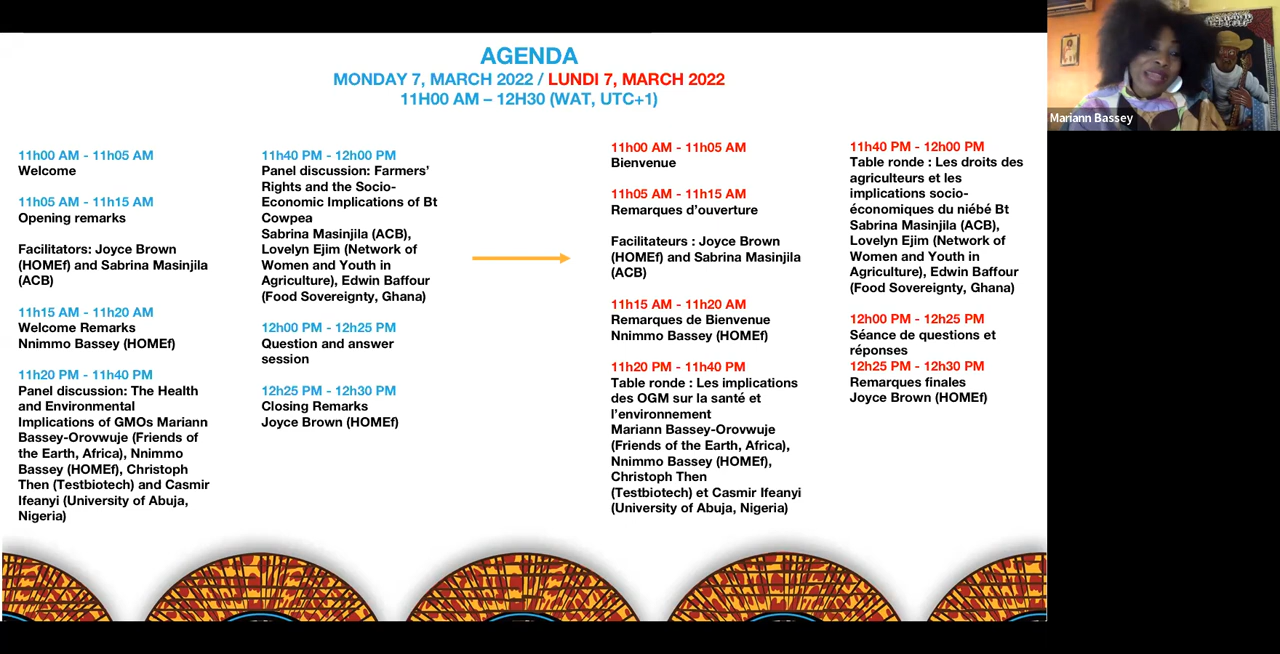 AGENDA
MONDAY 7, MARCH 2022 / LUNDI 7, MARCH 2022
11H00 AM – 12H30 (WAT, UTC+1)
11h00 AM - 11h05 AM
Welcome
11h05 AM - 11h15 AM
Opening remarks
Facilitators: Joyce Brown
(HOMEf) and Sabrina Masinjila
(ACB)
11h15 AM - 11h20 AM
Welcome Remarks
Nnimmo Bassey (HOMEf)
11h20 PM - 11h40 PM
Panel discussion: The Health
and Environmental
Implications of GMOs Mariann
Bassey-Orovwuje (Friends of
the Earth, Africa), Nnimmo
Bassey (HOMEf), Christoph
Then (Testbiotech) and Casmir
Ifeanyi (University of Abuja,
Nigeria)
11h40 PM - 12h00 PM
Panel discussion: Farmers’
Rights and the Socio-
Economic Implications of Bt
Cowpea
Sabrina Masinjila (ACB),
Lovelyn Ejim (Network of
Women and Youth in
Agriculture), Edwin Baffour
(Food Sovereignty, Ghana)
12h00 PM - 12h25 PM
Question and answer
session
12h25 PM - 12h30 PM
Closing Remarks
Joyce Brown (HOMEf)
11h00 AM - 11h05 AM
Bienvenue
11h05 AM - 11h15 AM
Remarques d’ouverture
Facilitateurs : Joyce Brown
(HOMEf) and Sabrina Masinjila
(ACB)
11h15 AM - 11h20 AM
Remarques de Bienvenue
Nnimmo Bassey (HOMEf)
11h20 PM - 11h40 PM
Table ronde : Les implications
des OGM sur la santé et
l’environnement
Mariann Bassey-Orovwuje
(Friends of the Earth, Africa),
Nnimmo Bassey (HOMEf),
Christoph Then
(Testbiotech) et Casmir Ifeanyi
(University of Abuja, Nigeria)
11h40 PM - 12h00 PM
Table ronde : Les droits des
agriculteurs et les
implications socio-
économiques du niébé Bt
Sabrina Masinjila (ACB),
Lovelyn Ejim (Network of
Women and Youth in
Agriculture), Edwin Baffour
(Food Sovereignty, Ghana)
12h00 PM - 12h25 PM
Séance de questions et
réponses
12h25 PM - 12h30 PM
Remarques finales
Joyce Brown (HOMEf)
Mariann Bassey